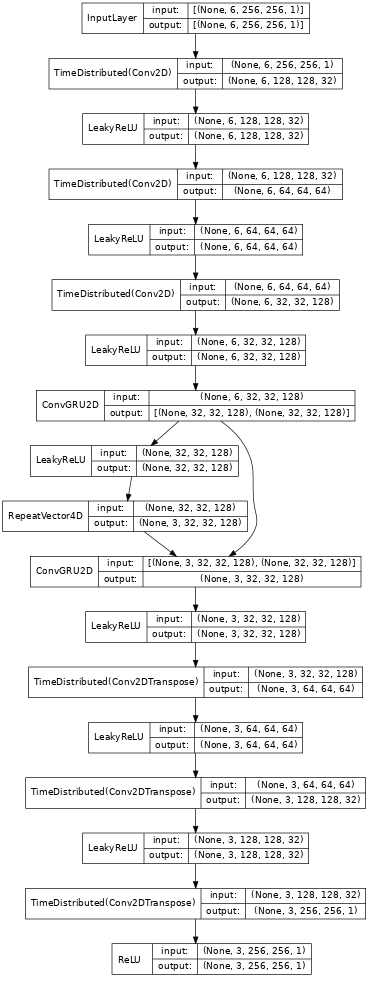 InputLayer input: [(None, 6, 256, 256, 1)]
output: [(None, 6, 256, 256, 1)]
TimeDistributed(Conv2D) input: (None, 6, 256, 256, 1)
output: (None, 6, 128, 128, 32)
LeakyReLU input: (None, 6, 128, 128, 32)
output: (None, 6, 128, 128, 32)
TimeDistributed(Conv2D) input: (None, 6, 128, 128, 32)
output: (None, 6, 64, 64, 64)
LeakyReLU input: (None, 6, 64, 64, 64)
output: (None, 6, 64, 64, 64)
TimeDistributed(Conv2D) input: (None, 6, 64, 64, 64)
output: (None, 6, 32, 32, 128)
LeakyReLU input: (None, 6, 32, 32, 128)
output: (None, 6, 32, 32, 128)
ConvGRU2D input: (None, 6, 32, 32, 128)
output: [(None, 32, 32, 128), (None, 32, 32, 128)]
LeakyReLU input: (None, 32, 32, 128)
output: (None, 32, 32, 128)
RepeatVector4D input: (None, 32, 32, 128)
output: (None, 3, 32, 32, 128)
ConvGRU2D input: [(None, 3, 32, 32, 128), (None, 32, 32, 128)]
output: (None, 3, 32, 32, 128)
LeakyReLU input: (None, 3, 32, 32, 128)
output: (None, 3, 32, 32, 128)
TimeDistributed(Conv2DTranspose) input: (None, 3, 32, 32, 128)
output: (None, 3, 64, 64, 64)
LeakyReLU input: (None, 3, 64, 64, 64)
output: (None, 3, 64, 64, 64)
TimeDistributed(Conv2DTranspose) input: (None, 3, 64, 64, 64)
output: (None, 3, 128, 128, 32)
LeakyReLU input: (None, 3, 128, 128, 32)
output: (None, 3, 128, 128, 32)
TimeDistributed(Conv2DTranspose) input: (None, 3, 128, 128, 32)
output: (None, 3, 256, 256, 1)
ReLU input: (None, 3, 256, 256, 1)
output: (None, 3, 256, 256, 1)